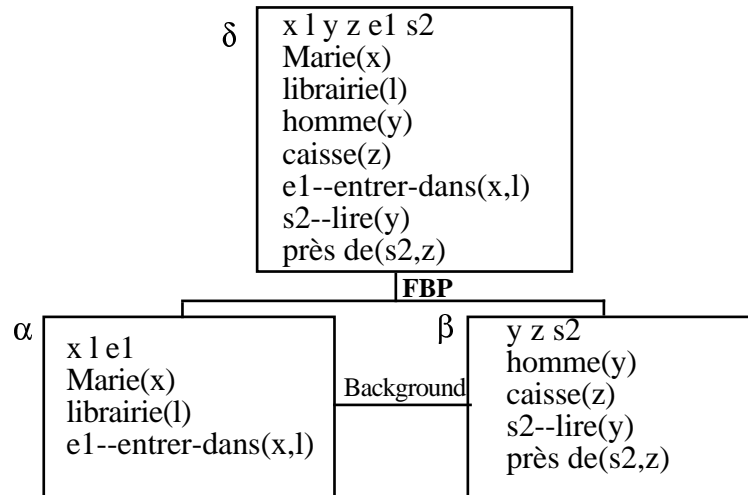 δ
x l y z e1 s2
Marie(x)
librairie(l)
homme(y)
caisse(z)
e1--entrer-dans(x,l)
s2--lire(y)
près de(s2,z)
FBP
α
x l e1
Marie(x)
librairie(l)
e1--entrer-dans(x,l)
Background
β
y z s2
homme(y)
caisse(z)
s2--lire(y)
près de(s2,z)